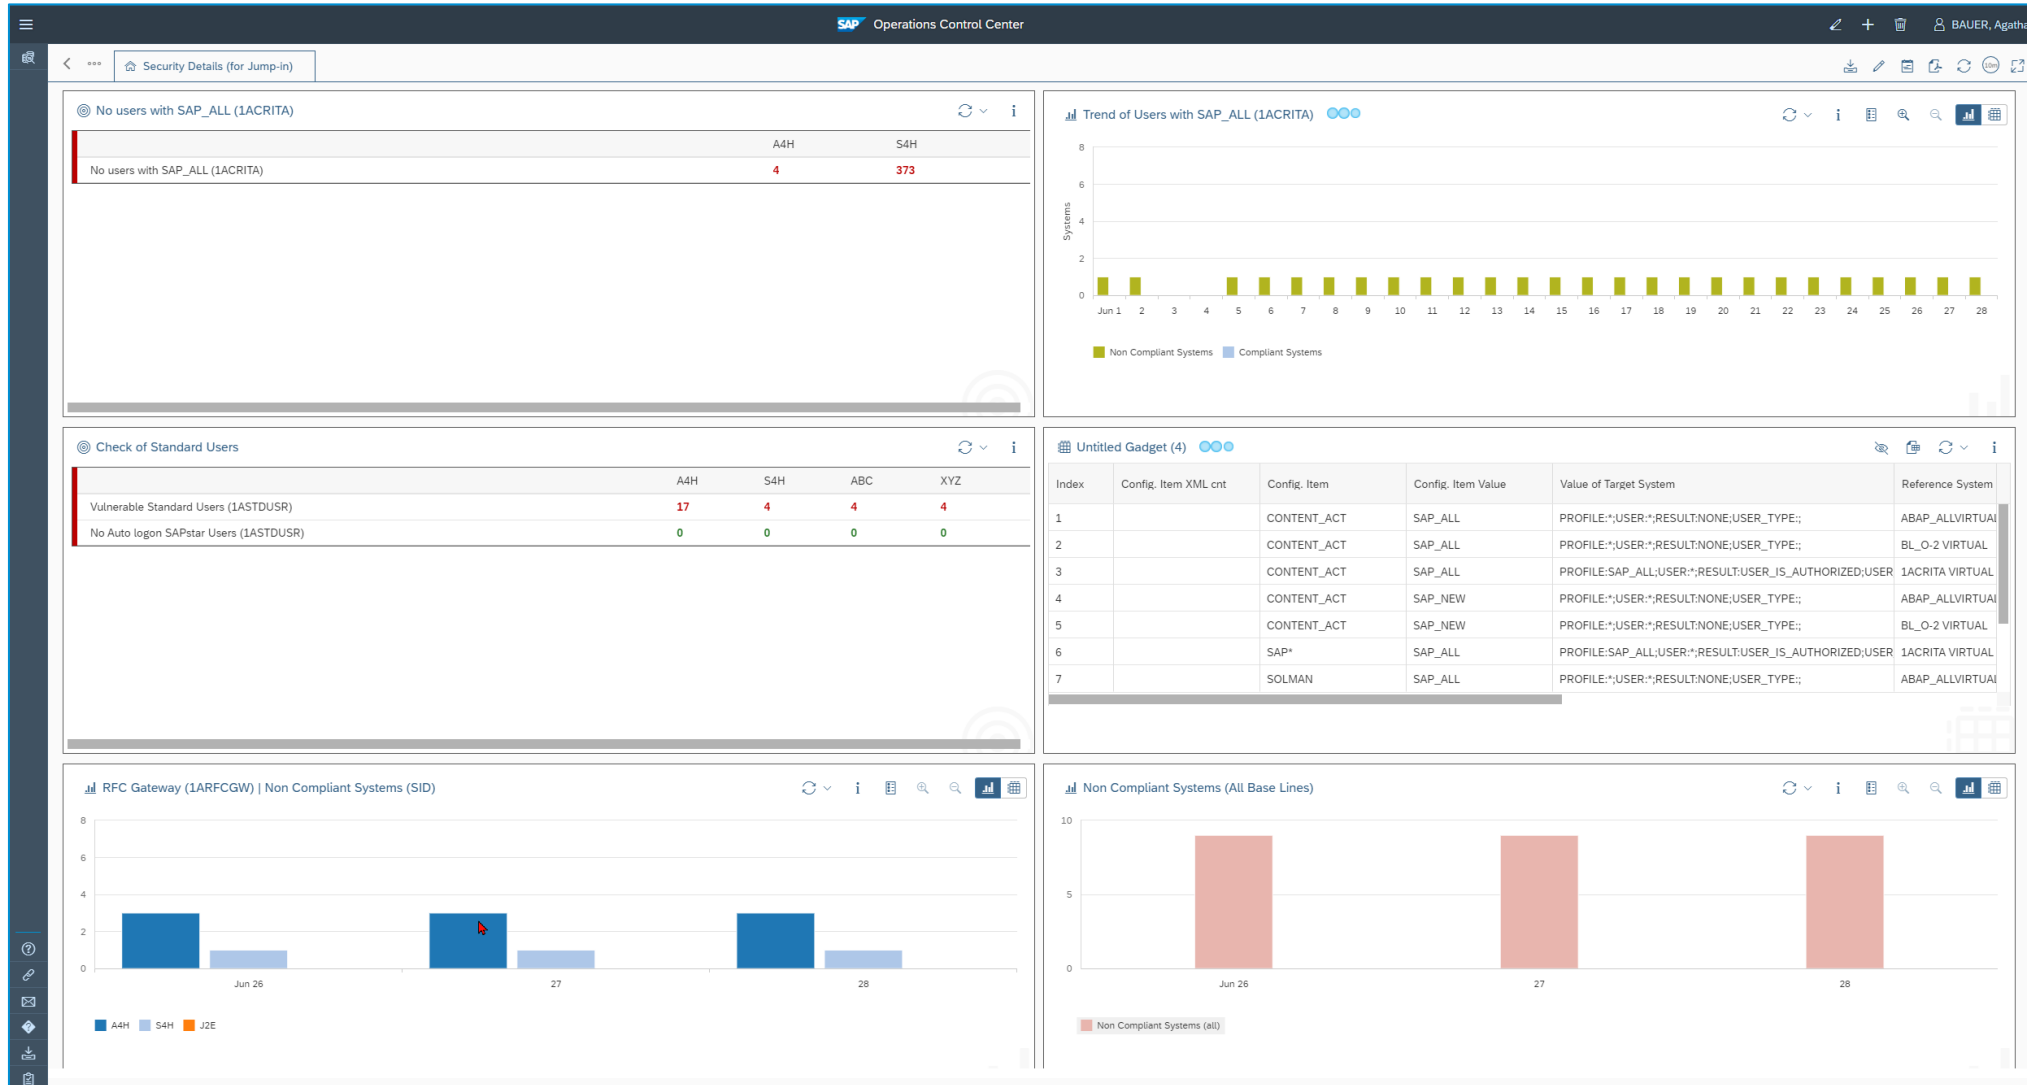 SAP Operations Control Center
BAUER, Agatha
Security Details (for Jump-in)
10m
No users with SAP_ALL (1ACRITA)
A4H S4H
No users with SAP_ALL (1ACRITA) 4 373
Trend of Users with SAP_ALL (1ACRITA)
8
6
4
2
0
Systems
Jun 1 2 3 4 5 6 7 8 9 10 11 12 13 14 15 16 17 18 19 20 21 22 23 24 25 26 27 28
Non Compliant Systems Compliant Systems
Check of Standard Users
A4H S4H ABC XYZ
Vulnerable Standard Users (1ASTDUSR) 17 4 4 4
No Auto logon SAPstar Users (1ASTDUSR) 0 0 0 0
Untitled Gadget (4)
Index Config. Item XML cnt Config. Item Config. Item Value Value of Target System Reference System
1 CONTENT_ACT SAP_ALL PROFILE:*;USER:*;RESULT:NONE;USER_TYPE:; ABAP_ALLVIRTUAL
2 CONTENT_ACT SAP_ALL PROFILE:*;USER:*;RESULT:NONE;USER_TYPE:; BL_O-2 VIRTUAL
3 CONTENT_ACT SAP_ALL PROFILE:SAP_ALL;USER:*;RESULT:USER_IS_AUTHORIZED;USER 1ACRITA VIRTUAL
4 CONTENT_ACT SAP_NEW PROFILE:*;USER:*;RESULT:NONE;USER_TYPE:; ABAP_ALLVIRTUAL
5 CONTENT_ACT SAP_NEW PROFILE:*;USER:*;RESULT:NONE;USER_TYPE:; BL_O-2 VIRTUAL
6 SAP* SAP_ALL PROFILE:SAP_ALL;USER:*;RESULT:USER_IS_AUTHORIZED;USER 1ACRITA VIRTUAL
7 SOLMAN SAP_ALL PROFILE:*;USER:*;RESULT:NONE;USER_TYPE:; ABAP_ALLVIRTUAL
RFC Gateway (1ARFCGW) | Non Compliant Systems (SID)
8
6
4
2
0
Jun 26 27 28
A4H S4H J2E
Non Compliant Systems (All Base Lines)
10
5
0
Jun 26 27 28
Non Compliant Systems (all)